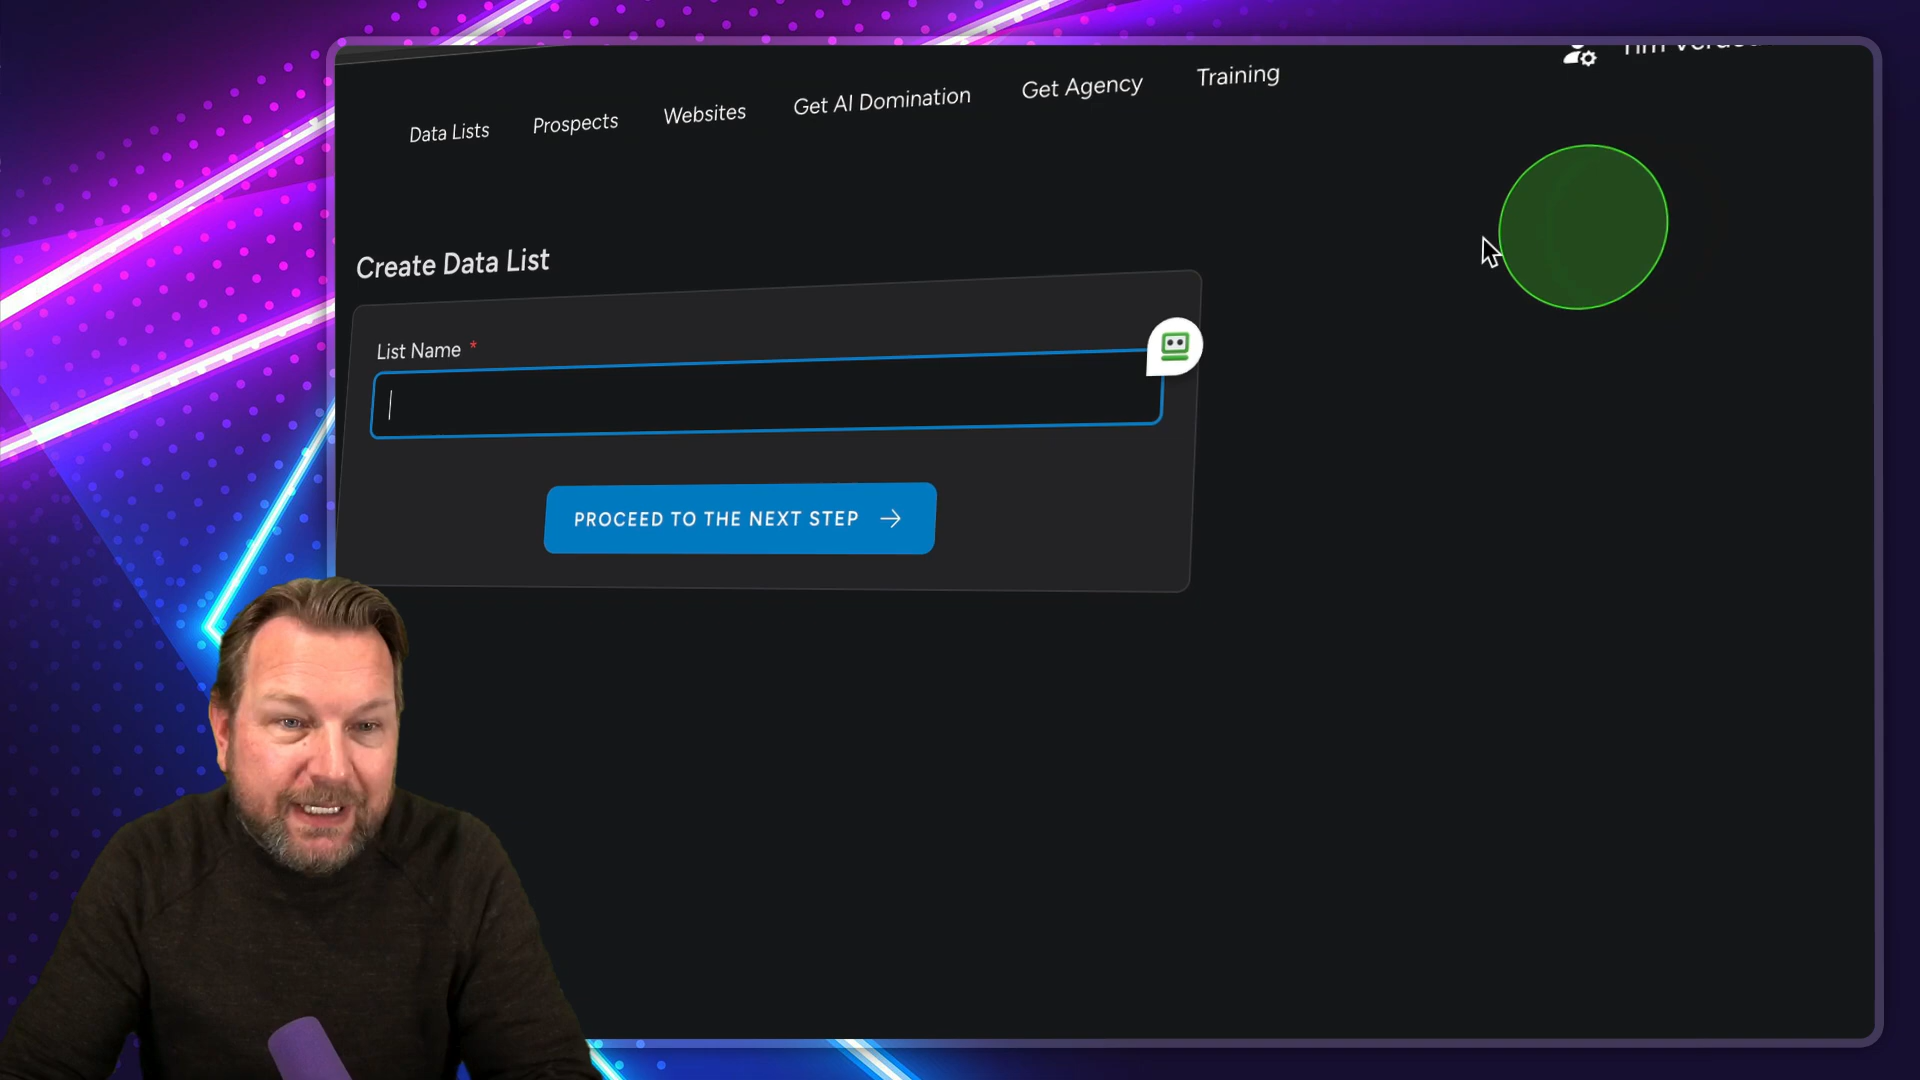 Data Lists
Prospects
Websites
Get AI Domination
Get Agency
Training
Create Data List
List Name *
PROCEED TO THE NEXT STEP →